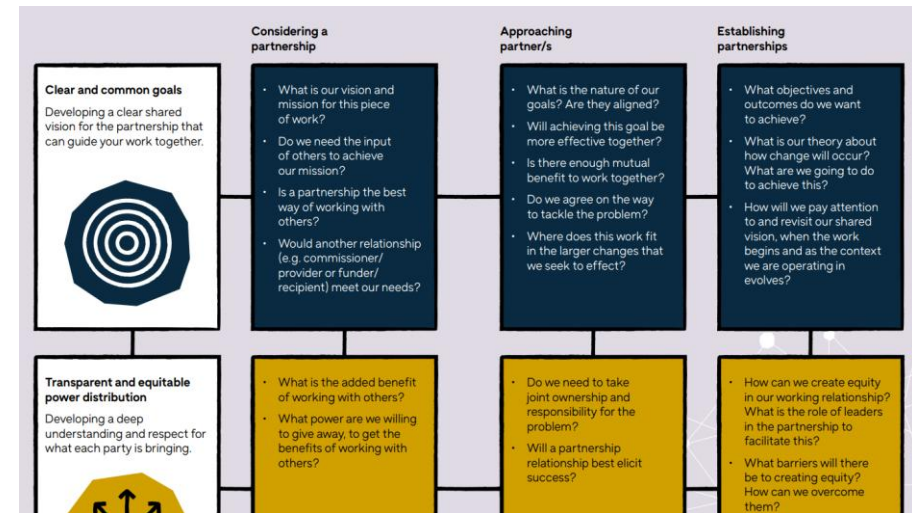 Considering a
partnership
Approaching
partner/s
Establishing
partnerships
Clear and common goals
Developing a clear shared
vision for the partnership that
can guide your work together.
• What is our vision and
mission for this piece
of work?
• Do we need the input
of others to achieve
our mission?
• Is a partnership the best
way of working with
others?
• Would another relationship
(e.g. commissioner/
provider or funder/
recipient) meet our needs?
• What is the nature of our
goals? Are they aligned?
• Will achieving this goal be
more effective together?
• Is there enough mutual
benefit to work together?
• Do we agree on the way
to tackle the problem?
• Where does this work fit
in the larger changes that
we seek to effect?
• What objectives and
outcomes do we want
to achieve?
• What is our theory about
how change will occur?
What are we going to do
to achieve this?
• How will we pay attention
to and revisit our shared
vision, when the work
begins and as the context
we are operating in
evolves?
Transparent and equitable
power distribution
Developing a deep
understanding and respect for
what each party is bringing.
• What is the added benefit
of working with others?
• What power are we willing
to give away, to get the
benefits of working with
others?
• Do we need to take
joint ownership and
responsibility for the
problem?
• Will a partnership
relationship best elicit
success?
• How can we create equity
in our working relationship?
What is the role of leaders
in the partnership to
facilitate this?
• What barriers will there
be to creating equity?
How can we overcome
them?